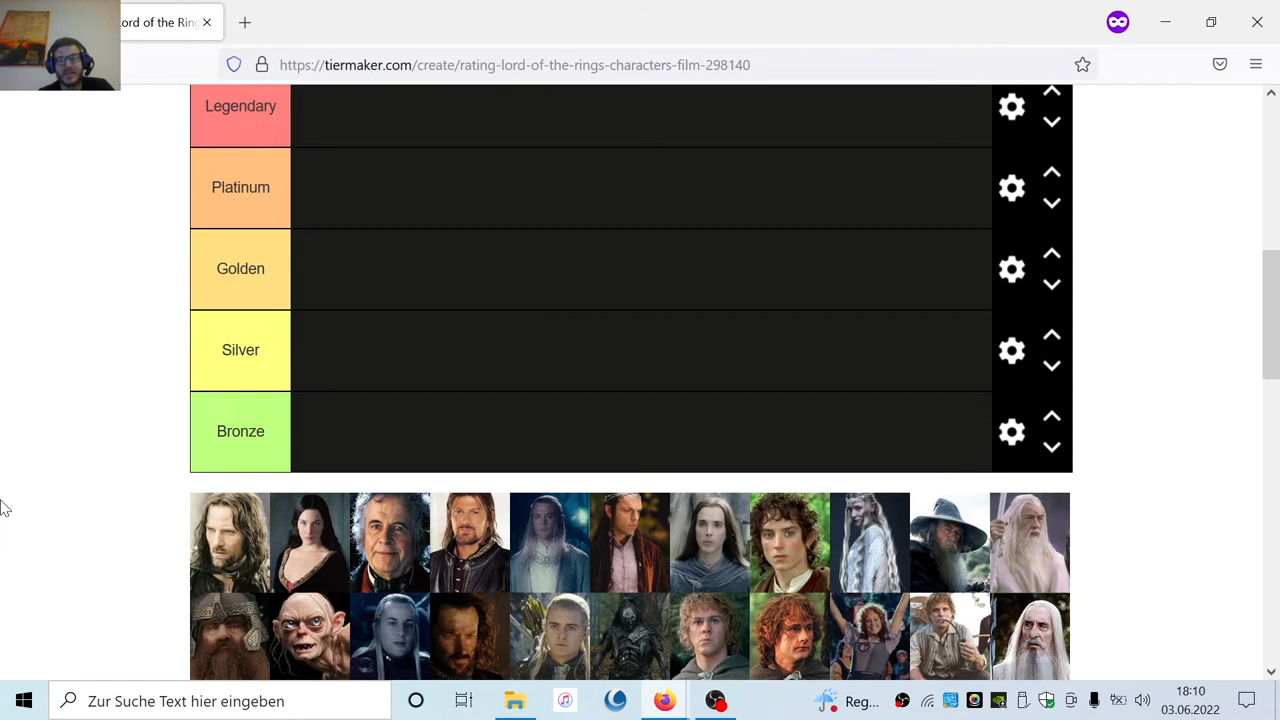 ord of the Rin
https://tiermaker.com/create/rating-lord-of-the-rings-characters-film-298140
Legendary
Platinum
Golden
Silver
Bronze
Zur Suche Text hier eingeben
Reg...
18:10
03.06.2022